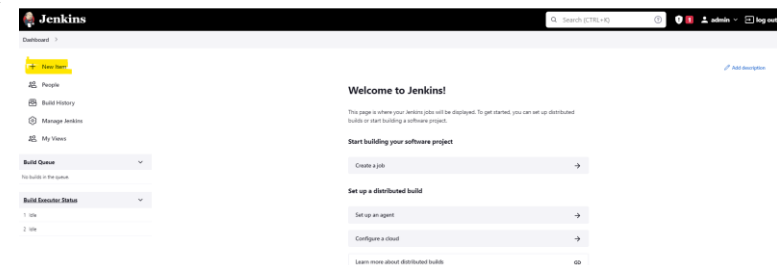 Jenkins
Search (CTRL+K)
1
admin
log out
Dashboard
New Item
Add description
People
Build History
Manage Jenkins
My Views
Welcome to Jenkins!
This page is where your Jenkins jobs will be displayed. To get started, you can set up distributed
builds or start building a software project.
Start building your software project
Create a job
Set up a distributed build
Set up an agent
Configure a cloud
Learn more about distributed builds
Build Queue
No builds in the queue.
Build Executor Status
1 Idle
2 Idle